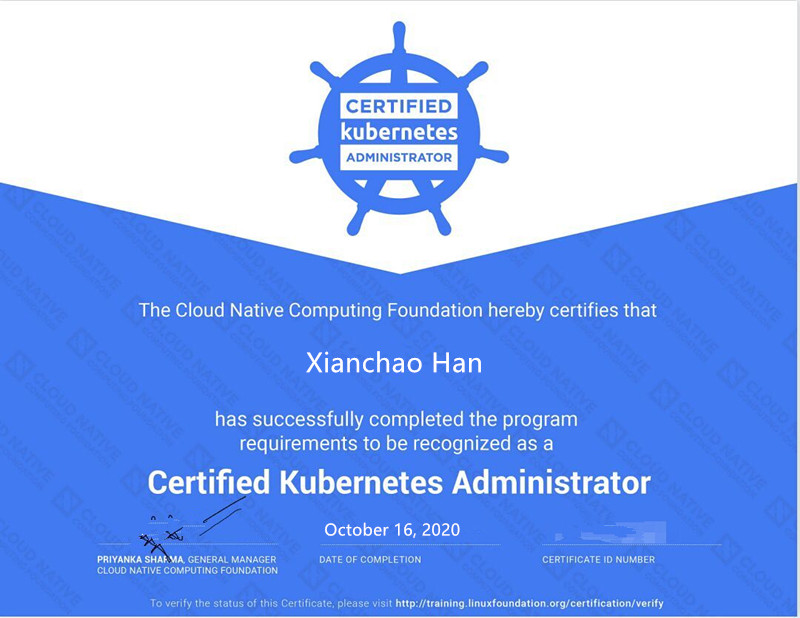 CERTIFIED
kubernetes
ADMINISTRATOR
The Cloud Native Computing Foundation hereby certifies that
Xianchao Han
has successfully completed the program
requirements to be recognized as a
Certified Kubernetes Administrator
October 16, 2020
PRIYANKA SHARMA, GENERAL MANAGER
CLOUD NATIVE COMPUTING FOUNDATION
DATE OF COMPLETION
CERTIFICATE ID NUMBER
To verify the status of this Certificate, please visit http://training.linuxfoundation.org/certification/verify